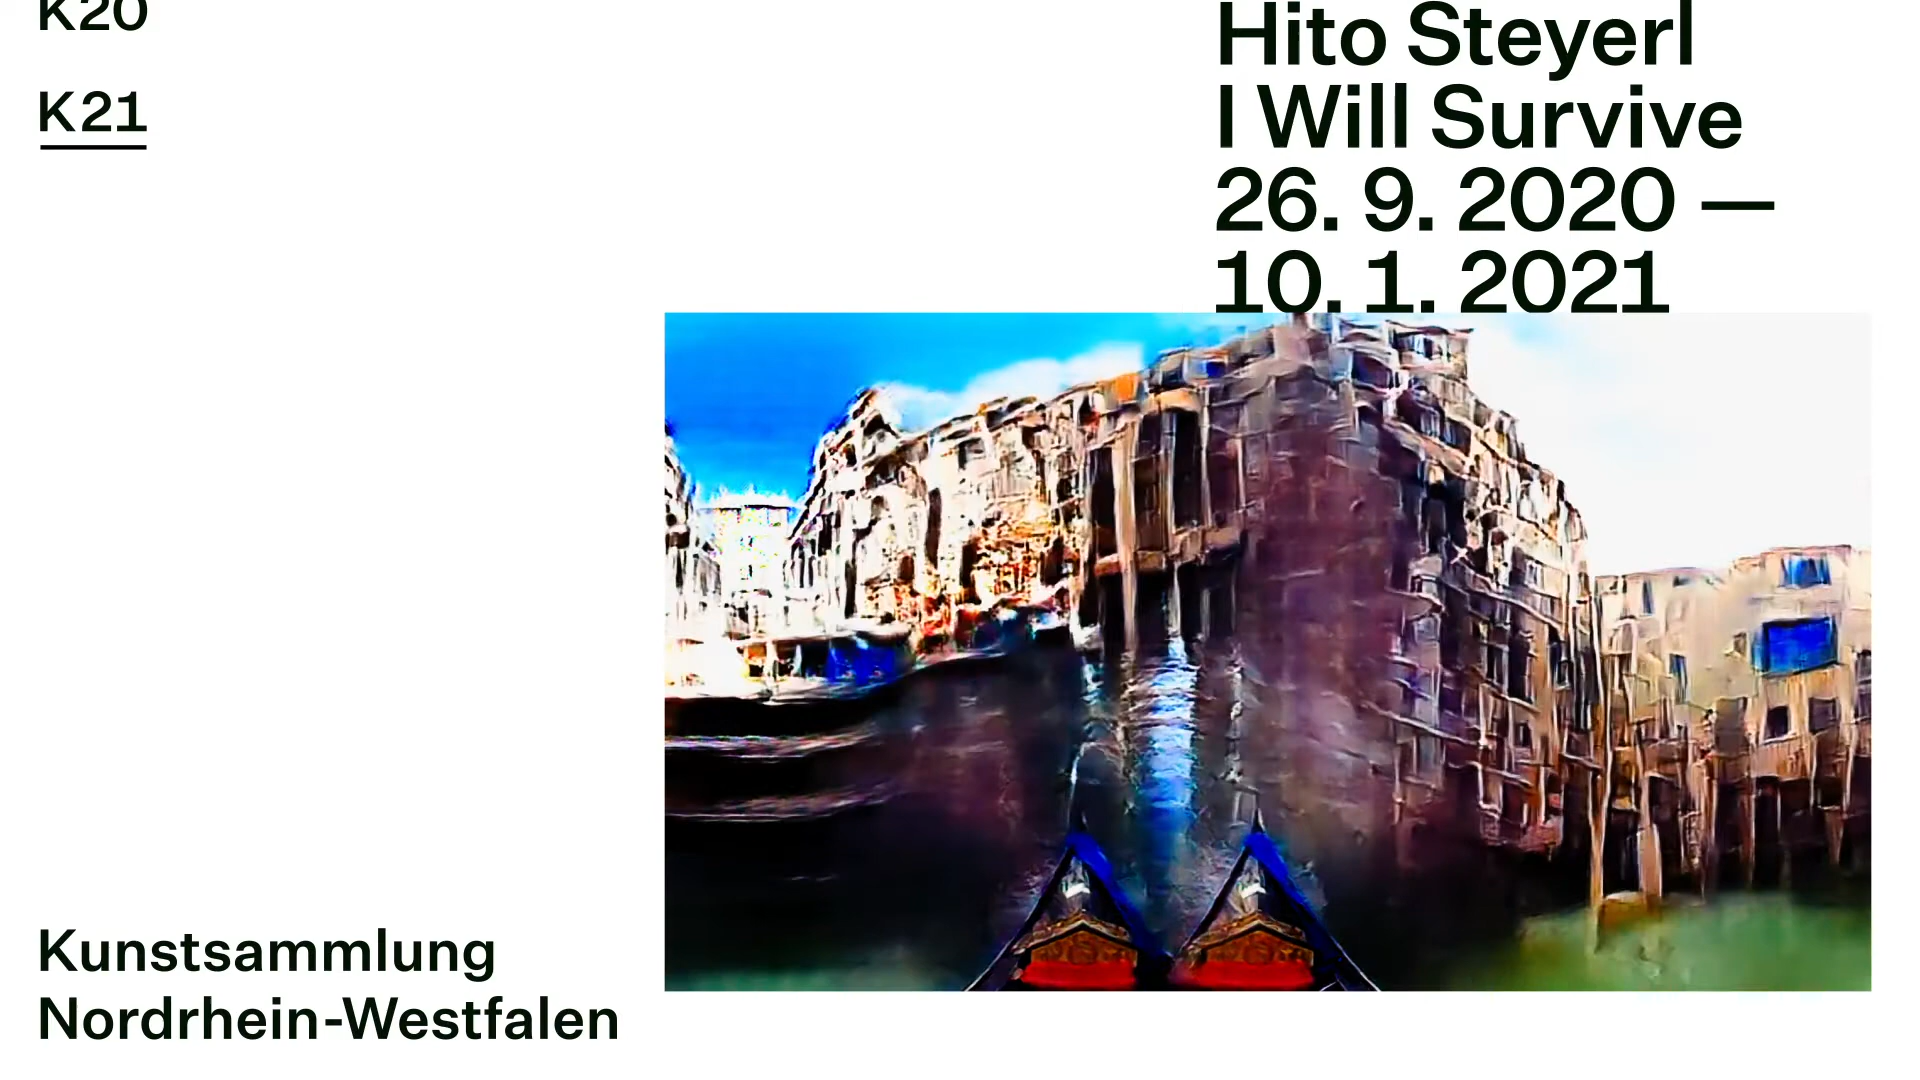 K20
K21
Hito Steyerl
I Will Survive
26. 9. 2020 —
10. 1. 2021
Kunstsammlung
Nordrhein-Westfalen